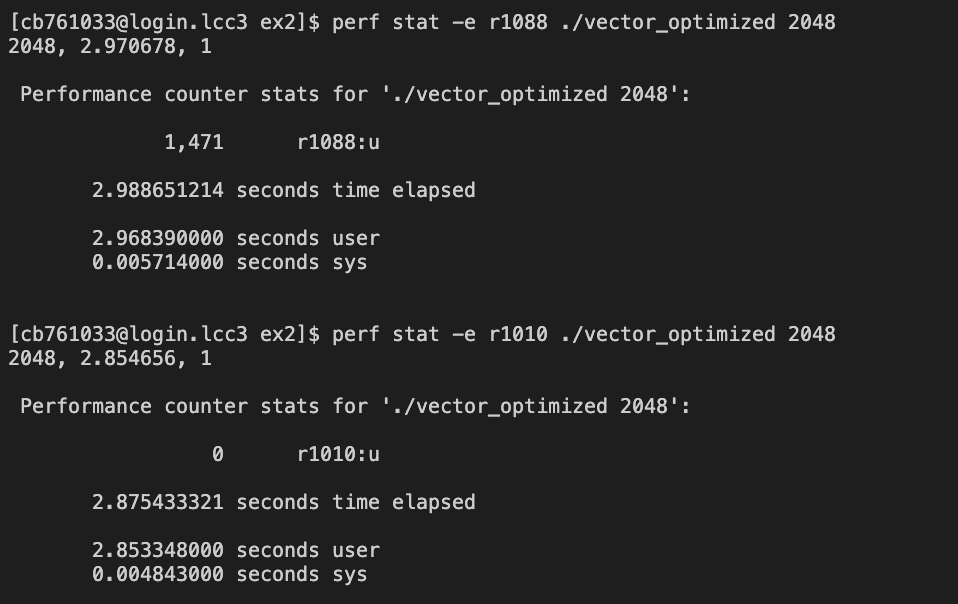 [cb761033@login.lcc3 ex2]$ perf stat -e r1088 ./vector_optimized 2048
2048, 2.970678, 1
Performance counter stats for './vector_optimized 2048':
1,471      r1088:u
2.988651214 seconds time elapsed
2.968390000 seconds user
0.005714000 seconds sys
[cb761033@login.lcc3 ex2]$ perf stat -e r1010 ./vector_optimized 2048
2048, 2.854656, 1
Performance counter stats for './vector_optimized 2048':
0      r1010:u
2.875433321 seconds time elapsed
2.853348000 seconds user
0.004843000 seconds sys